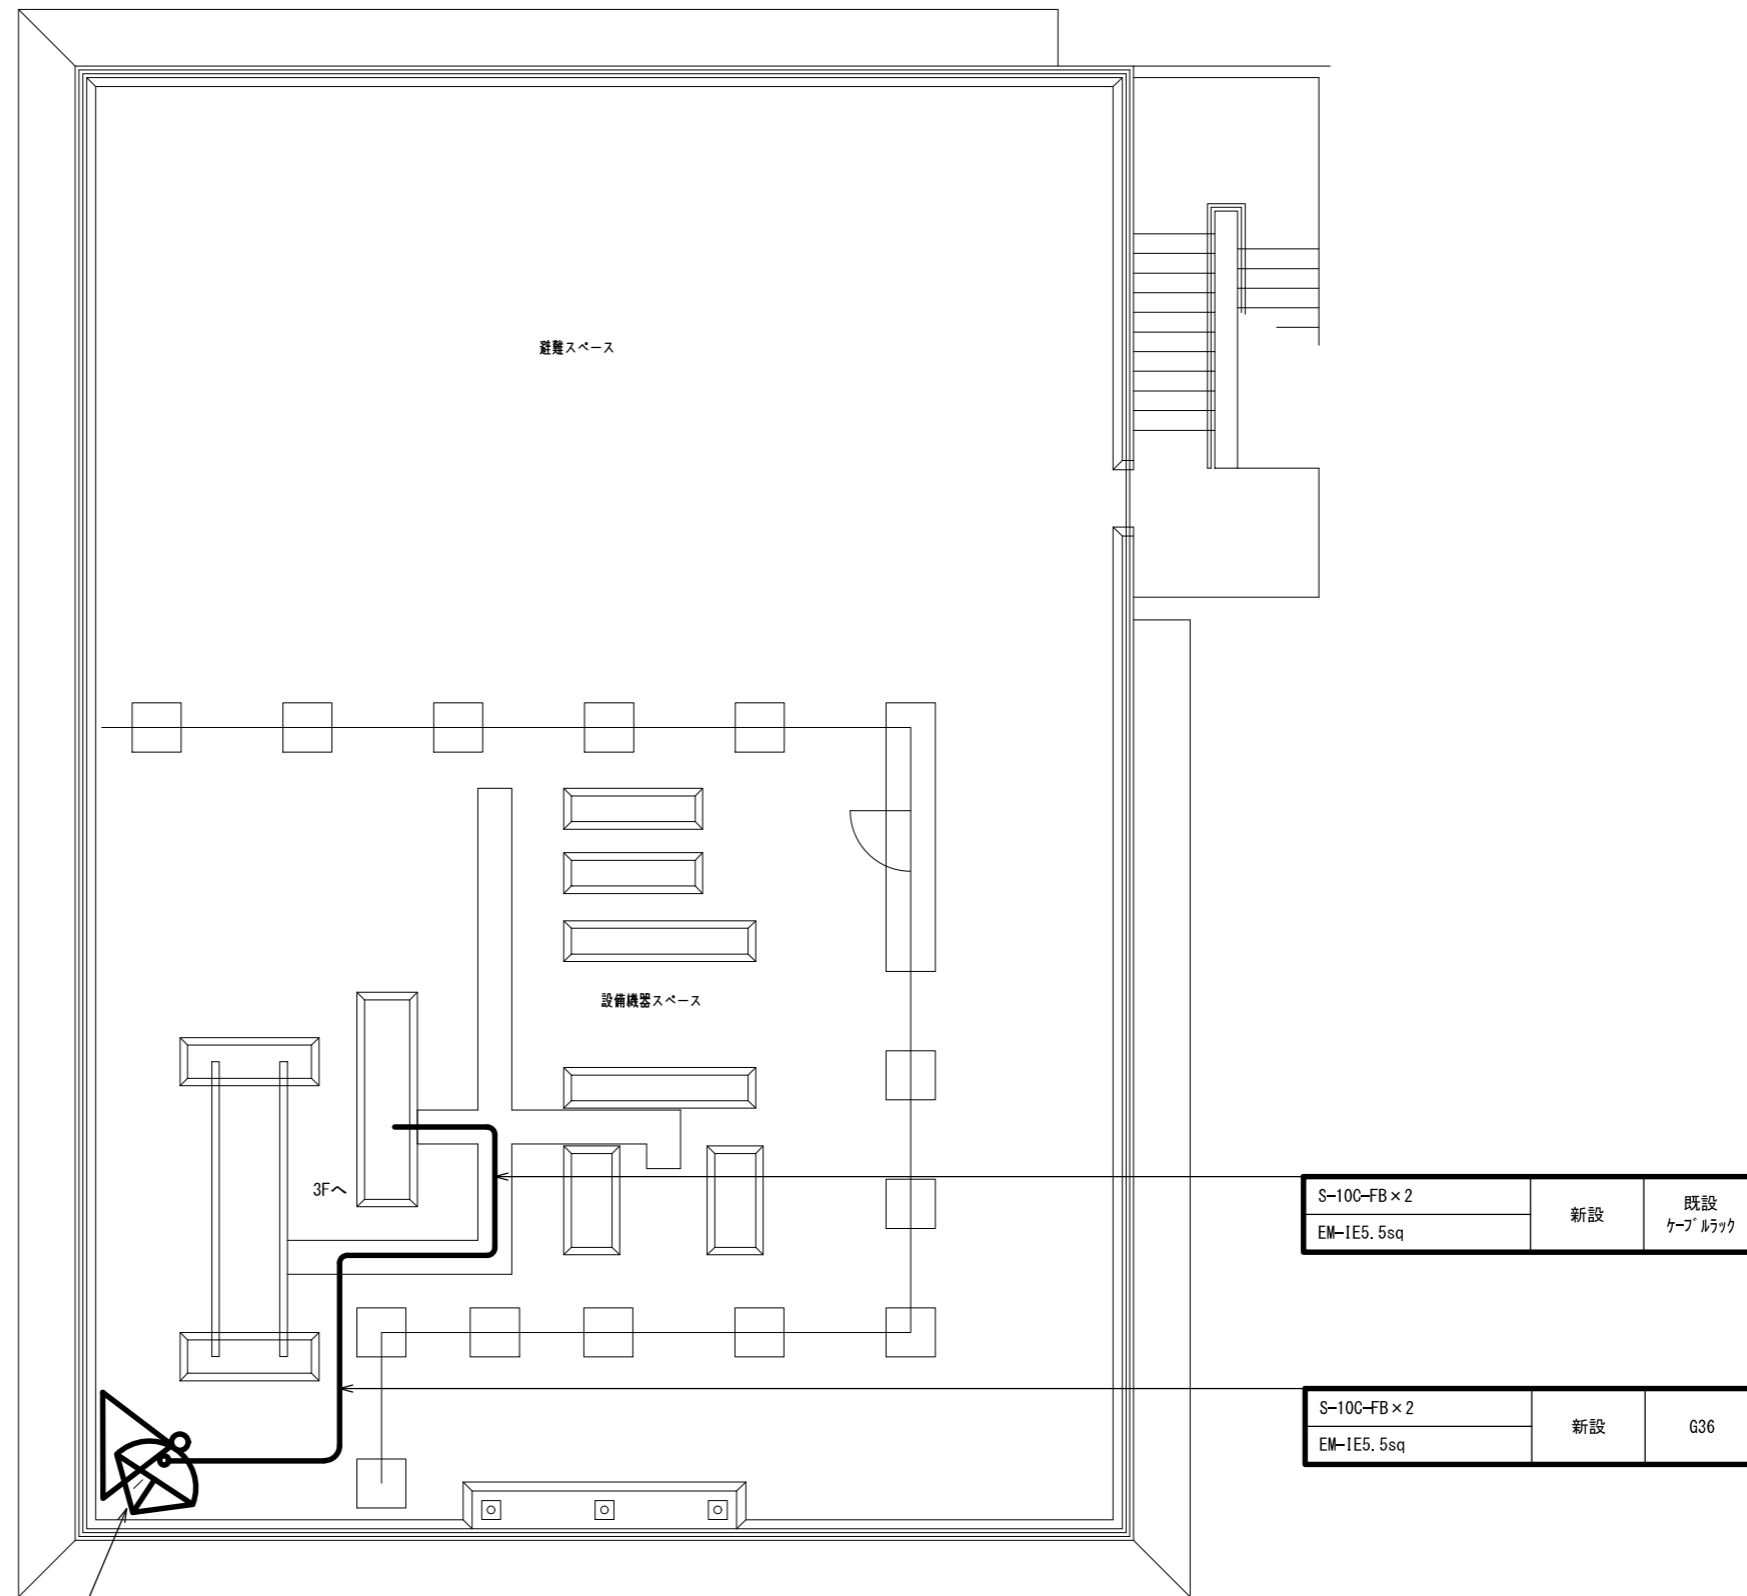 避難スペース
設備機器スペース
3Fへ
S-10C-FB×2
EM-IE5.5sq
新設
既設
ｹｰﾌﾞﾙﾗｯｸ
S-10C-FB×2
EM-IE5.5sq
新設
G36